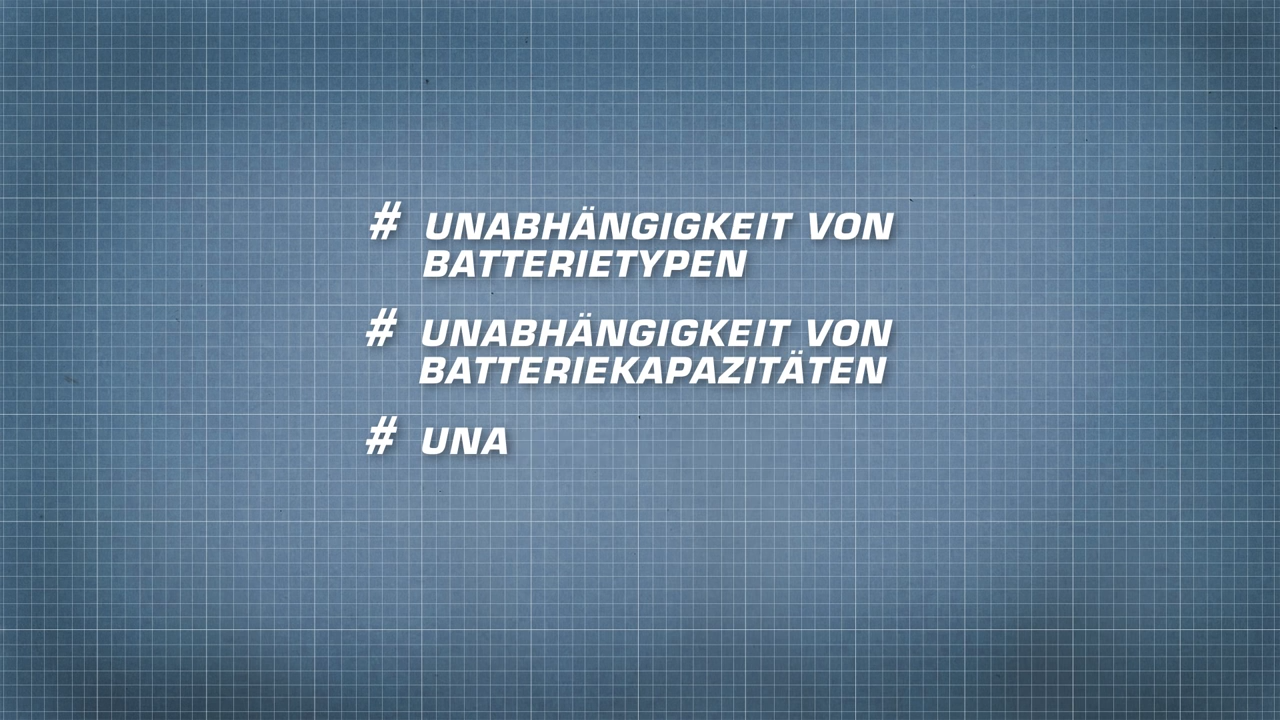 # UNABHÄNGIGKEIT VON
BATTERIETYPEN
# UNABHÄNGIGKEIT VON
BATTERIEKAPAZITÄTEN
# UNA